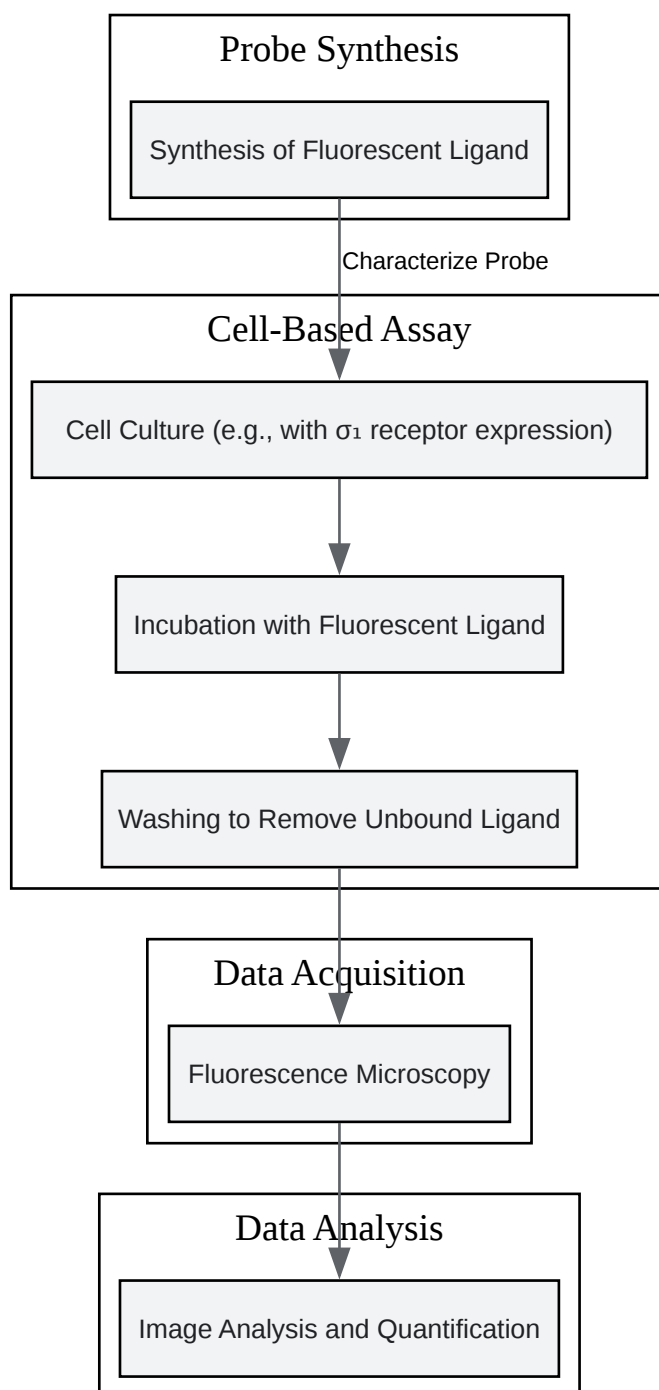 Probe Synthesis
Synthesis of Fluorescent Ligand
Characterize Probe
Cell-Based Assay
Cell Culture (e.g., with σ₁ receptor expression)
Incubation with Fluorescent Ligand
Washing to Remove Unbound Ligand
Data Acquisition
Fluorescence Microscopy
Data Analysis
Image Analysis and Quantification